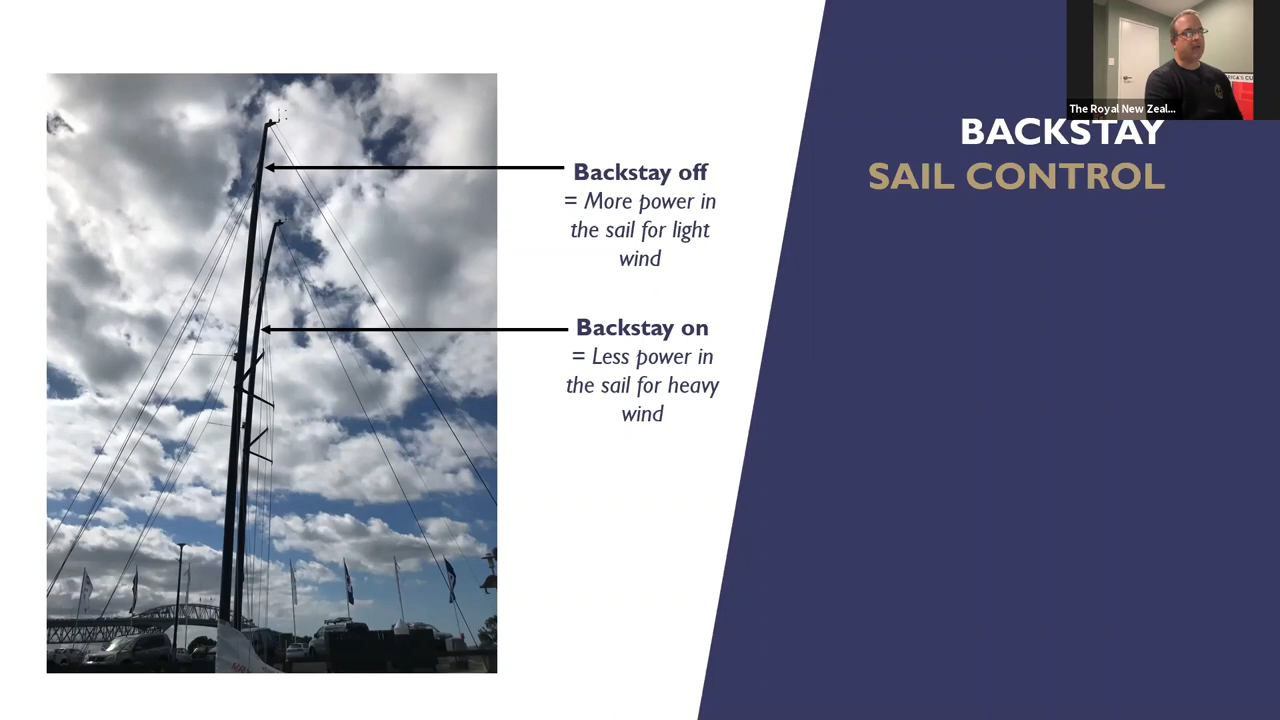 The Royal New Zeal...
BACKSTAY
SAIL CONTROL
Backstay off
= More power in
the sail for light
wind
Backstay on
= Less power in
the sail for heavy
wind